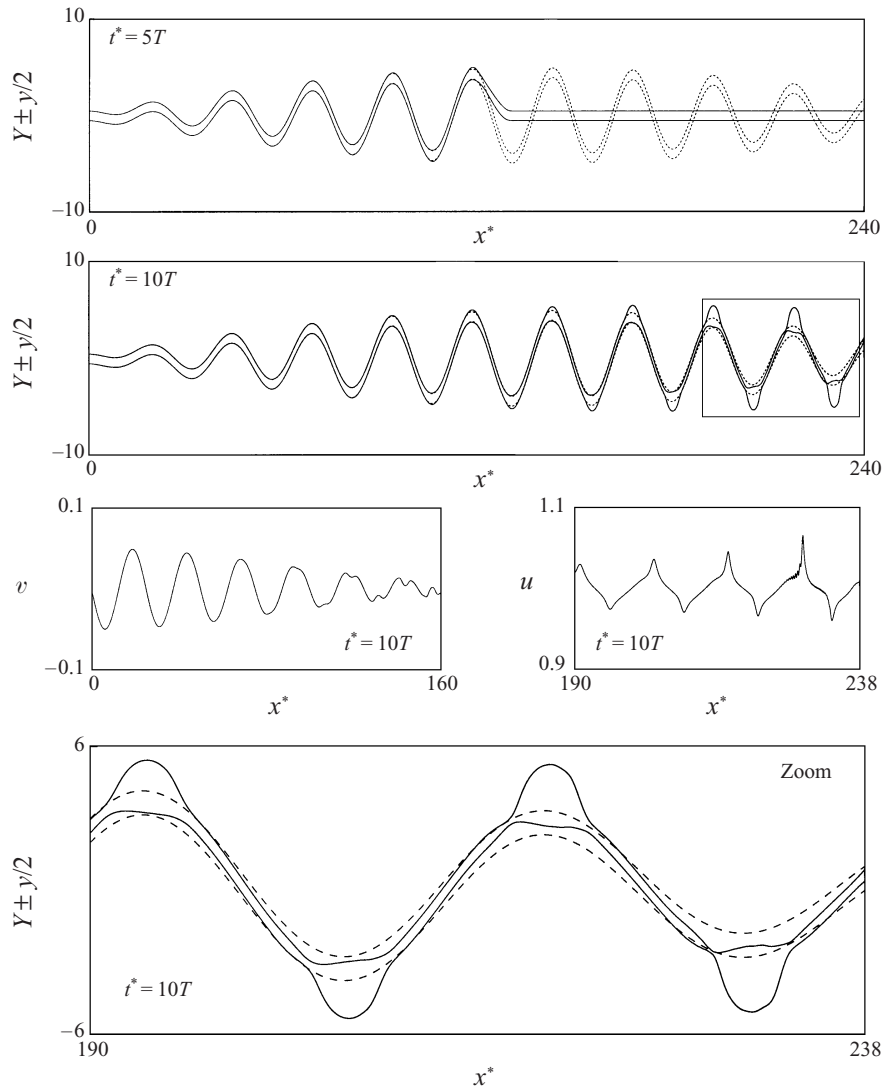 10
t* = 5T
Y ± y/2
−10
0
240
x*
10
t* = 10T
Y ± y/2
−10
0
240
x*
0.1
v
t* = 10T
−0.1
0
160
x*
1.1
u
t* = 10T
0.9
190
238
x*
6
Zoom
Y ± y/2
t* = 10T
−6
190
238
x*